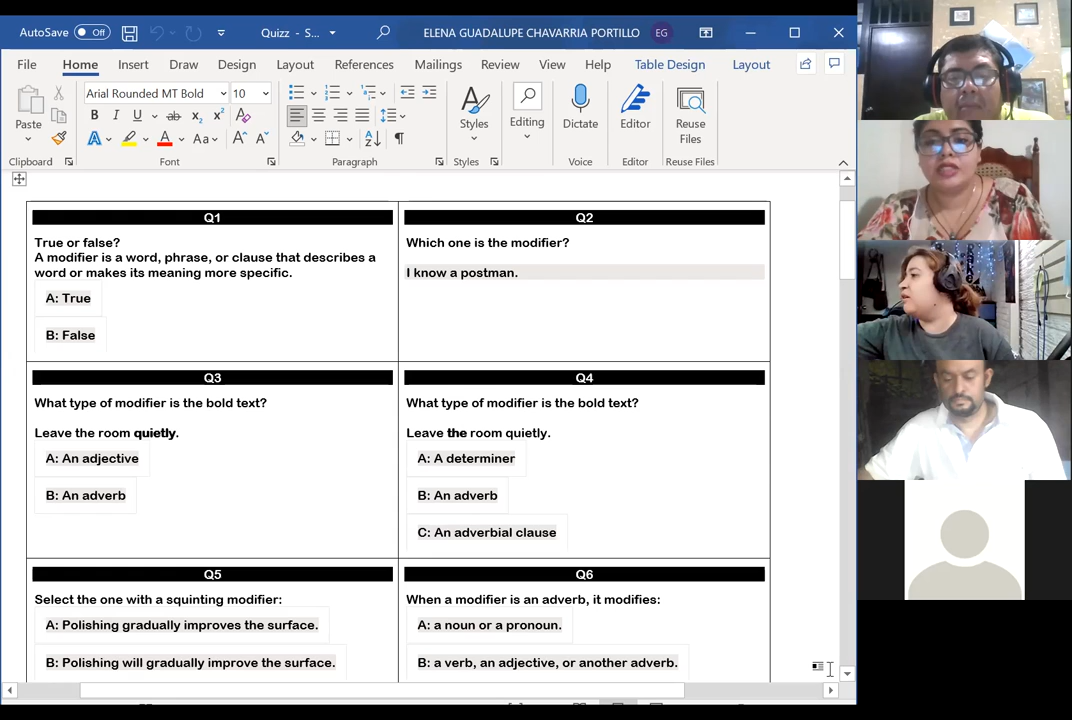 AutoSave Off Quizz - S... ELENA GUADALUPE CHAVARRIA PORTILLO EG
File Home Insert Draw Design Layout References Mailings Review View Help Table Design Layout
Arial Rounded MT Bold 10
Paste B I U ab x2 x2 A Aa A A Styles Editing Dictate Editor Reuse Files
Clipboard Font Paragraph Styles Voice Editor Reuse Files
Q1
True or false?
A modifier is a word, phrase, or clause that describes a
word or makes its meaning more specific.
A: True
B: False
Q2
Which one is the modifier?
I know a postman.
Q3
What type of modifier is the bold text?
Leave the room quietly.
A: An adjective
B: An adverb
Q4
What type of modifier is the bold text?
Leave the room quietly.
A: A determiner
B: An adverb
C: An adverbial clause
Q5
Select the one with a squinting modifier:
A: Polishing gradually improves the surface.
B: Polishing will gradually improve the surface.
Q6
When a modifier is an adverb, it modifies:
A: a noun or a pronoun.
B: a verb, an adjective, or another adverb.